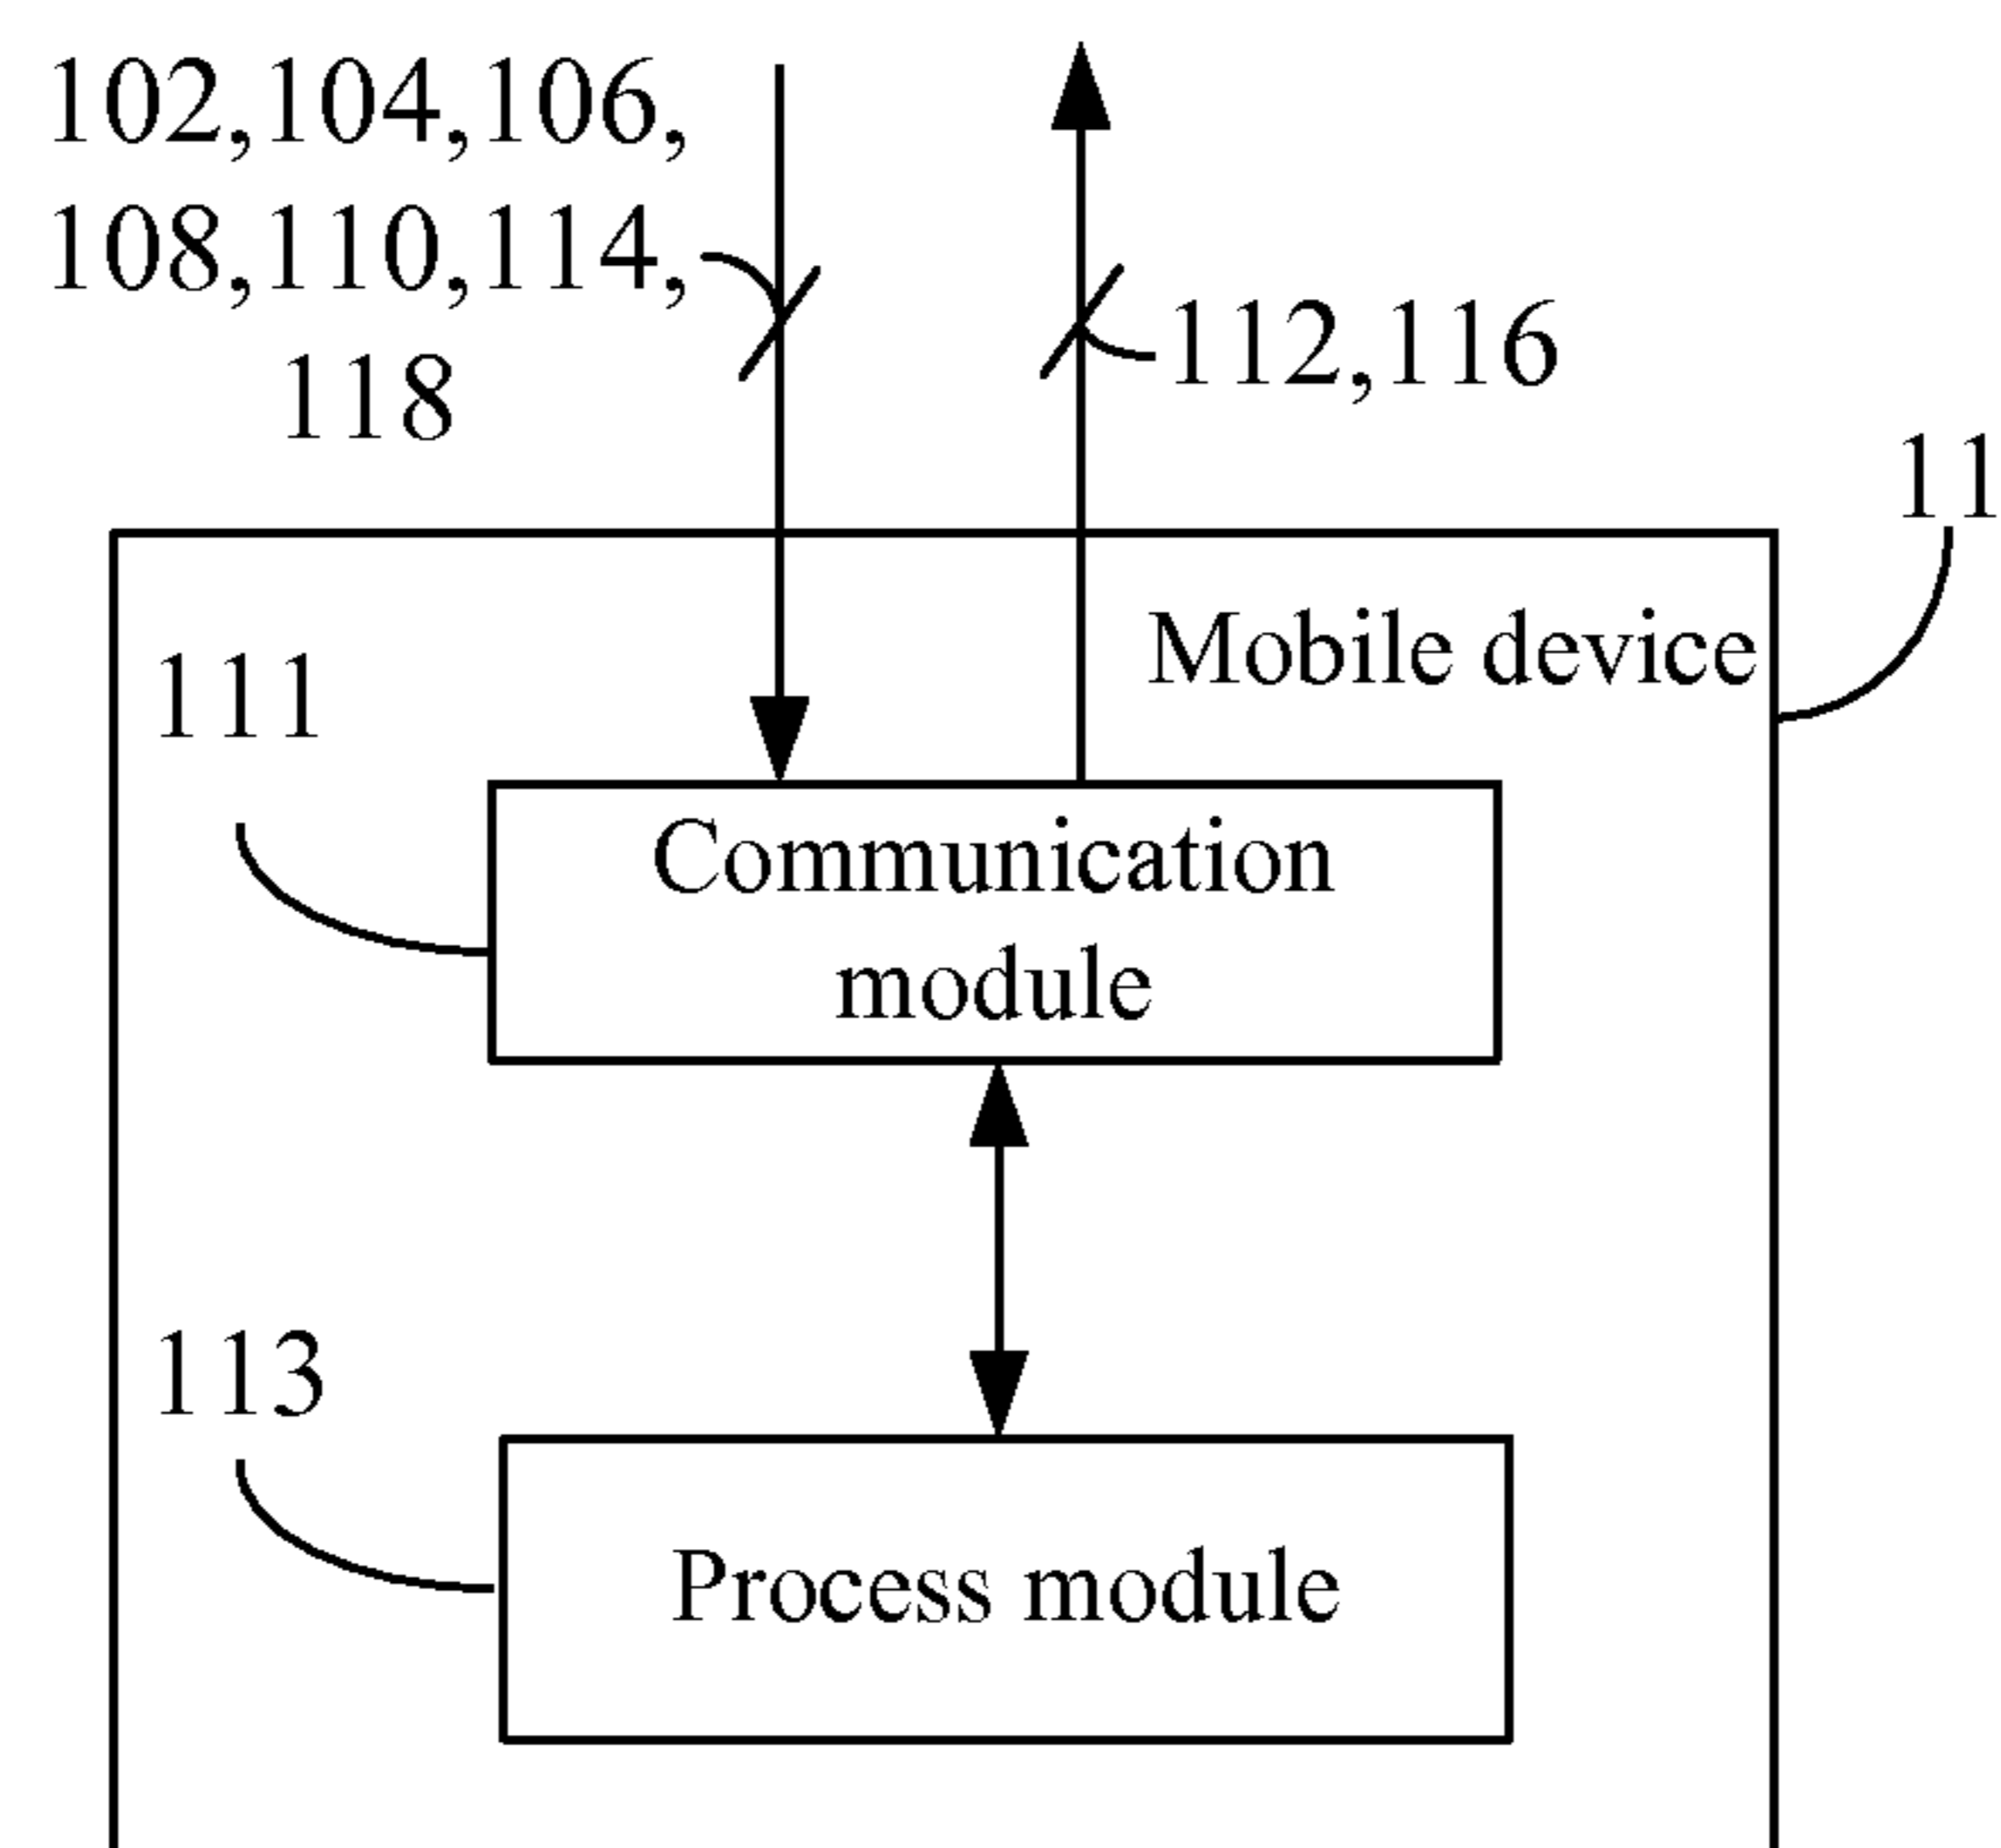 102,104,106,
108,110,114,
118
112,116
11
Mobile device
111
Communication
module
113
Process module